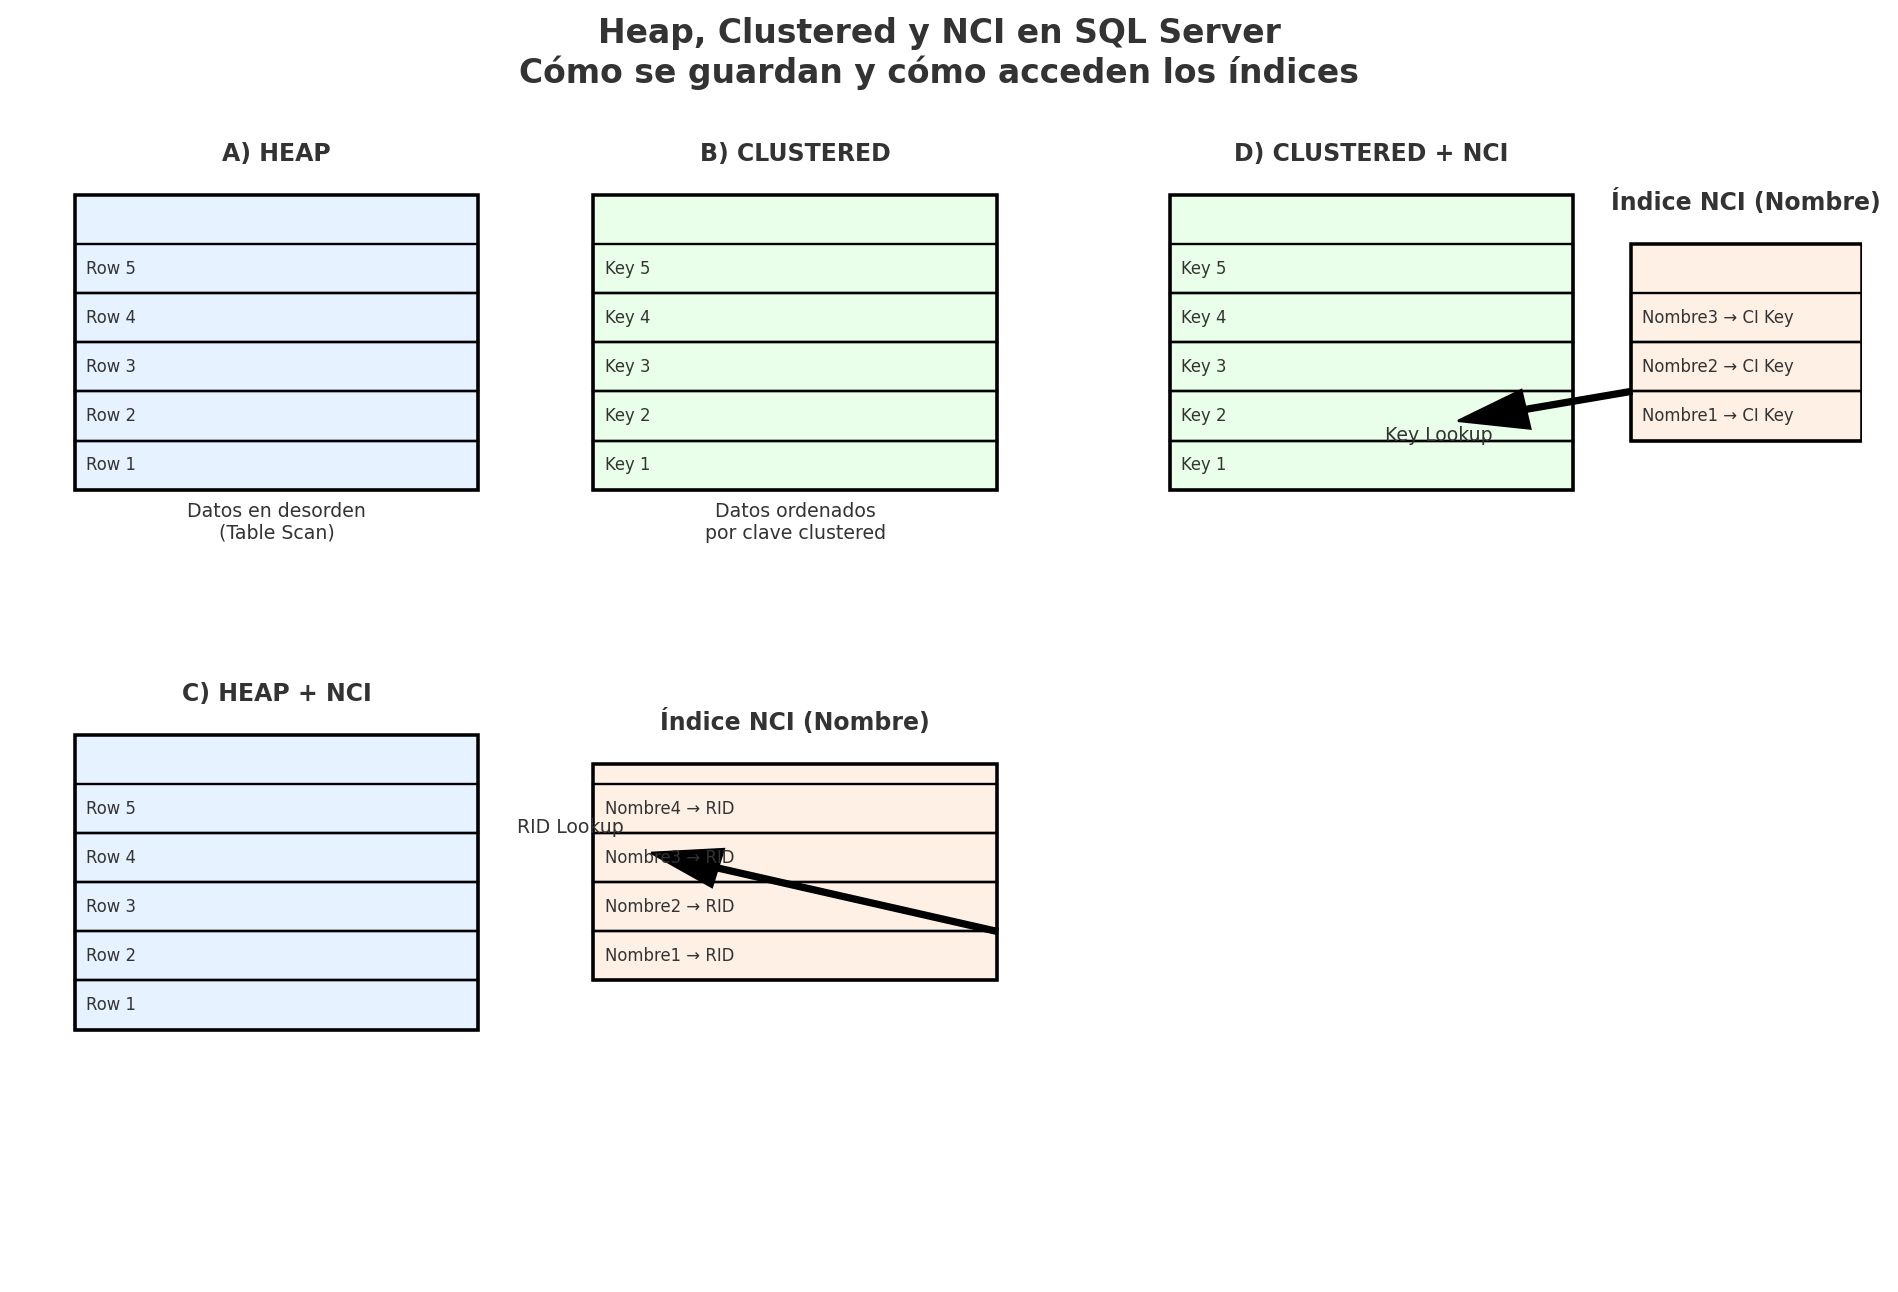 Heap, Clustered y NCI en SQL Server
Cómo se guardan y cómo acceden los índices
A) HEAP
Row 5
Row 4
Row 3
Row 2
Row 1
Datos en desorden
(Table Scan)
B) CLUSTERED
Key 5
Key 4
Key 3
Key 2
Key 1
Datos ordenados
por clave clustered
D) CLUSTERED + NCI
Key 5
Key 4
Key 3
Key 2
Key Lookup
Key 1
Índice NCI (Nombre)
Nombre3 → CI Key
Nombre2 → CI Key
Nombre1 → CI Key
C) HEAP + NCI
Row 5
Row 4
Row 3
Row 2
Row 1
Índice NCI (Nombre)
Nombre4 → RID
RID Lookup
Nombre3 → RID
Nombre2 → RID
Nombre1 → RID